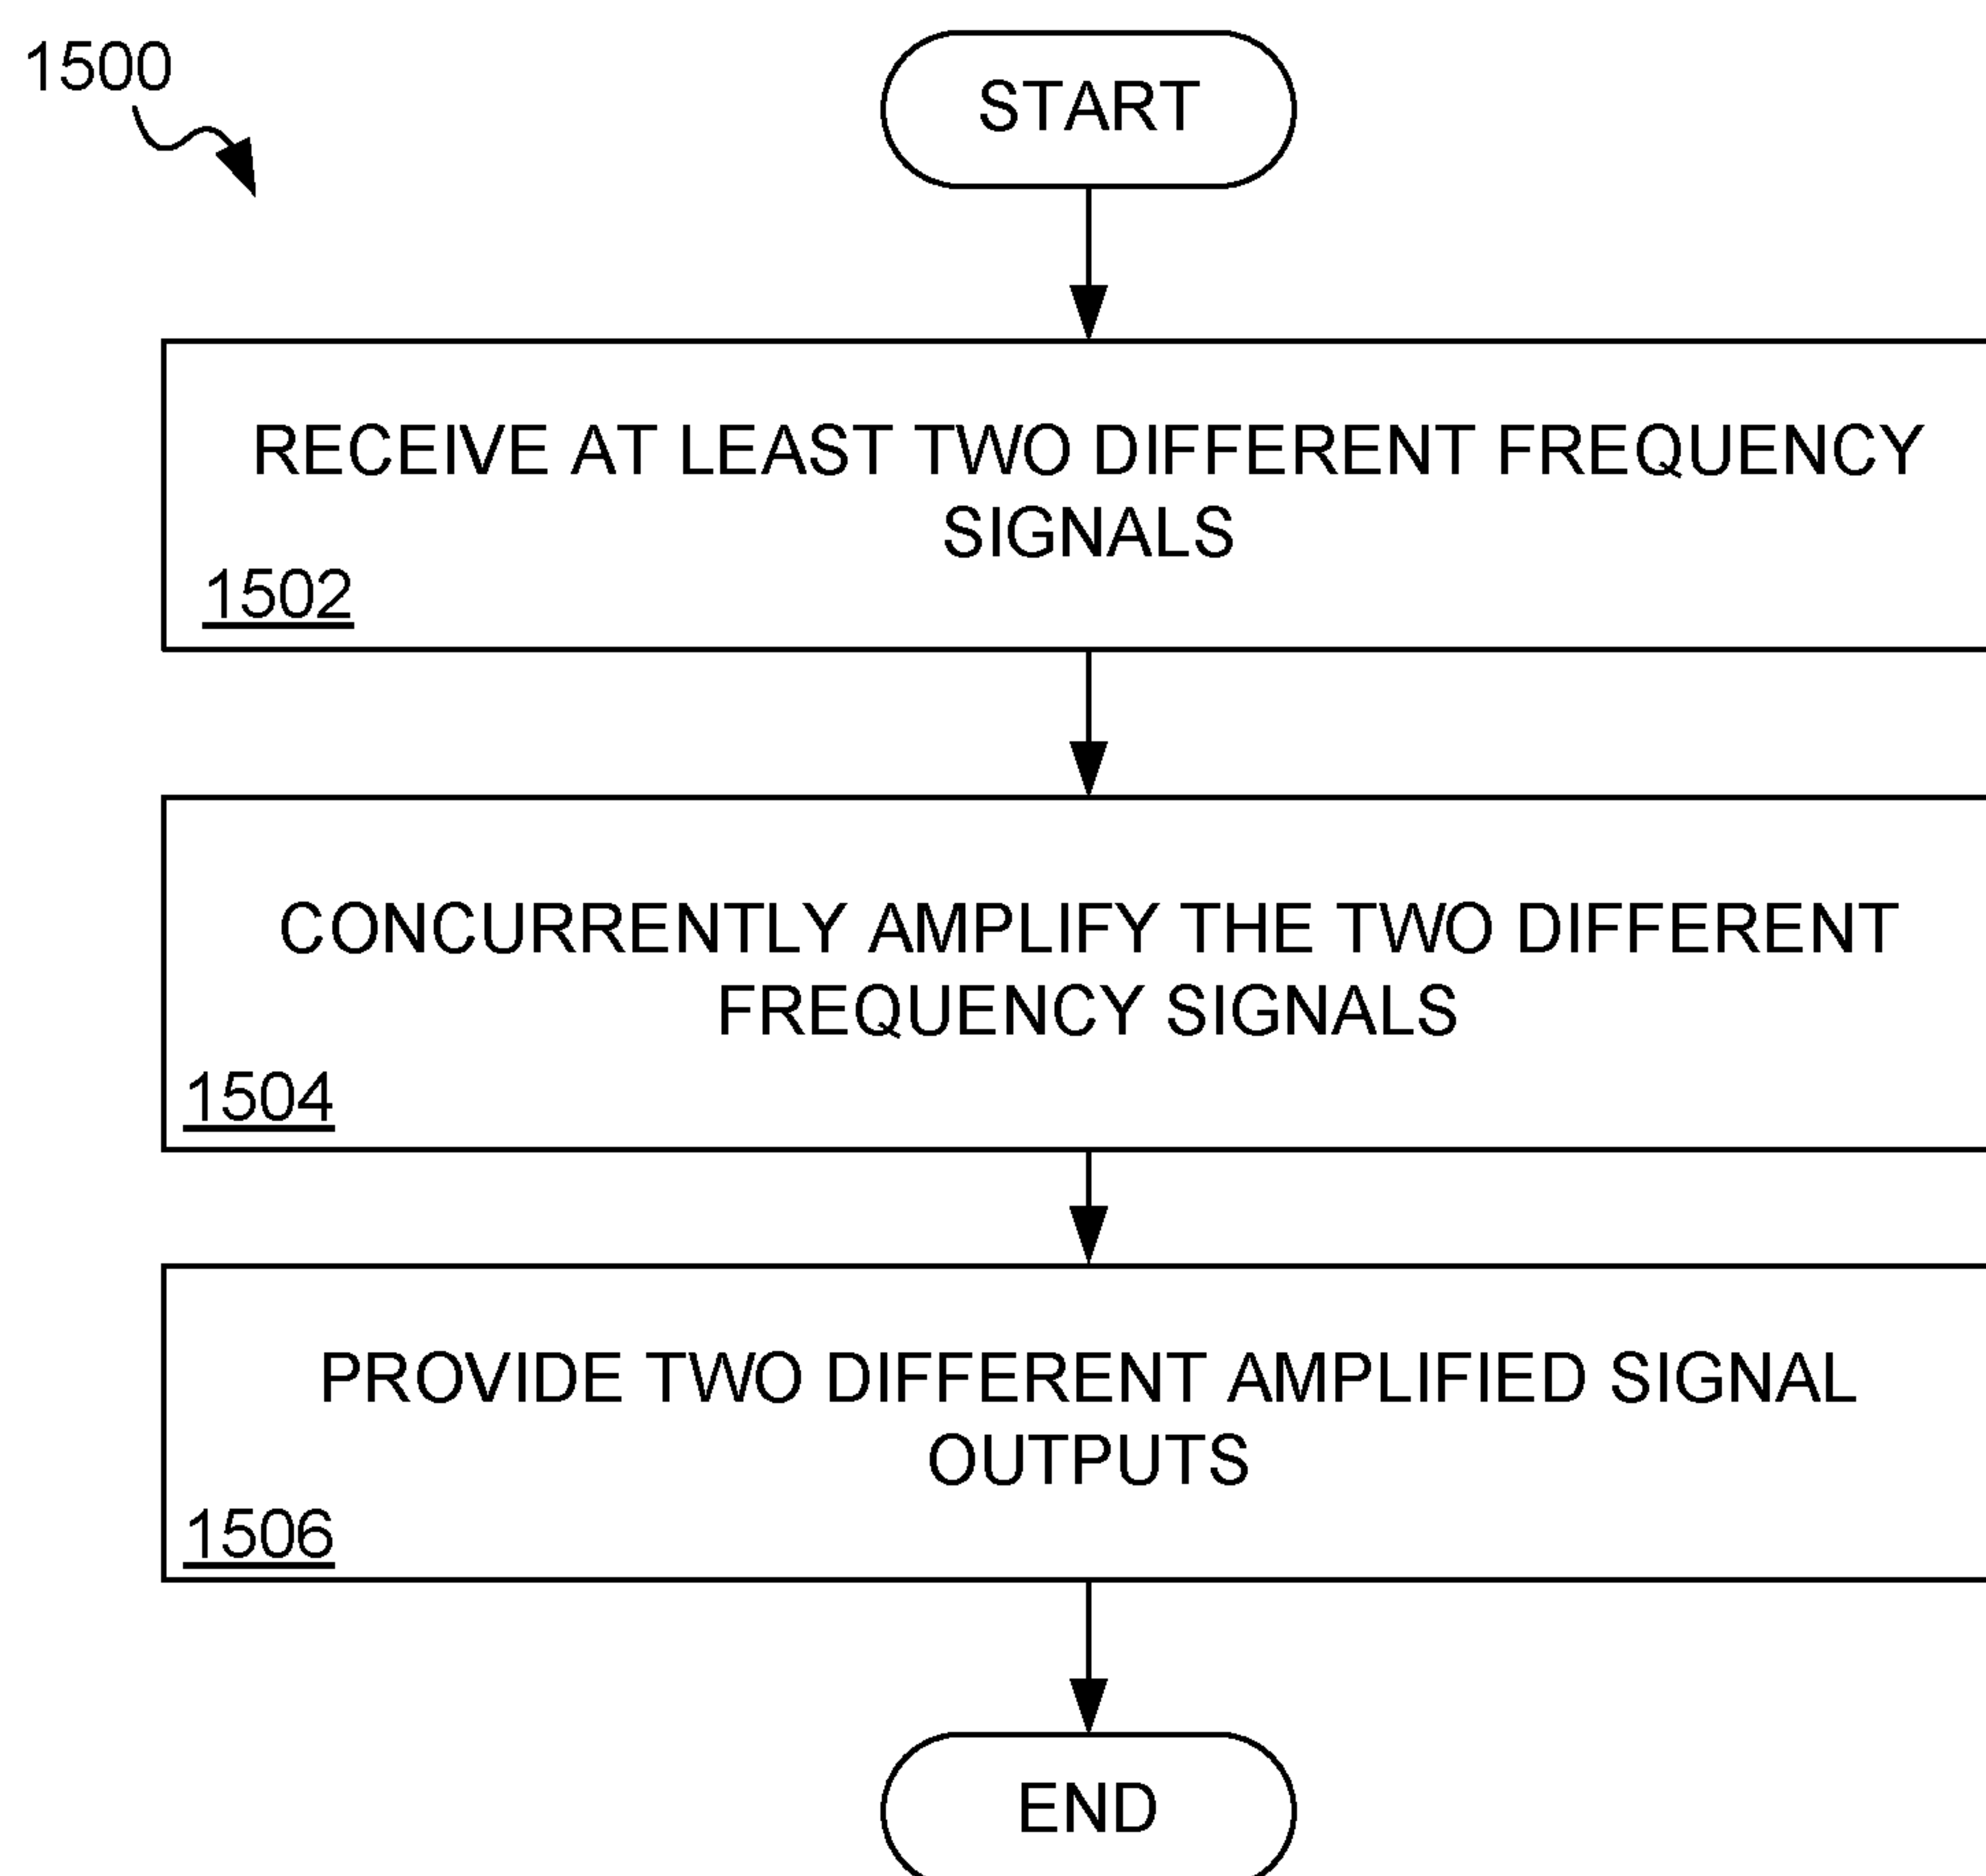 1500
START
RECEIVE AT LEAST TWO DIFFERENT FREQUENCY
SIGNALS
1502
CONCURRENTLY AMPLIFY THE TWO DIFFERENT
FREQUENCY SIGNALS
1504
PROVIDE TWO DIFFERENT AMPLIFIED SIGNAL
OUTPUTS
1506
END